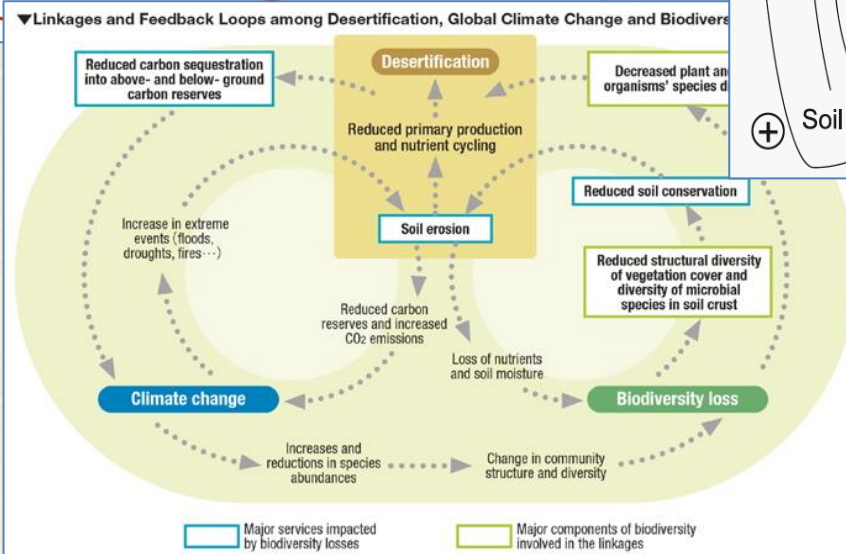 ▼Linkages and Feedback Loops among Desertification, Global Climate Change and
Reduced carbon sequestration
into above- and below- ground
carbon reserves
Desertification
Decreased plant
organisms' species
Reduced primary production
and nutrient cycling
⊕ Soil
Reduced soil conservation
Increase in extreme
events (floods,
droughts, fires…)
Soil erosion
Reduced structural diversity
of vegetation cover and
diversity of microbial
species in soil crust
Reduced carbon
reserves and increased
CO₂ emissions
Loss of nutrients
and soil moisture
Climate change
Biodiversity loss
Increases and
reductions in species
abundances
Change in community
structure and diversity
Major services impacted
by biodiversity losses
Major components of biodiversity
involved in the linkages